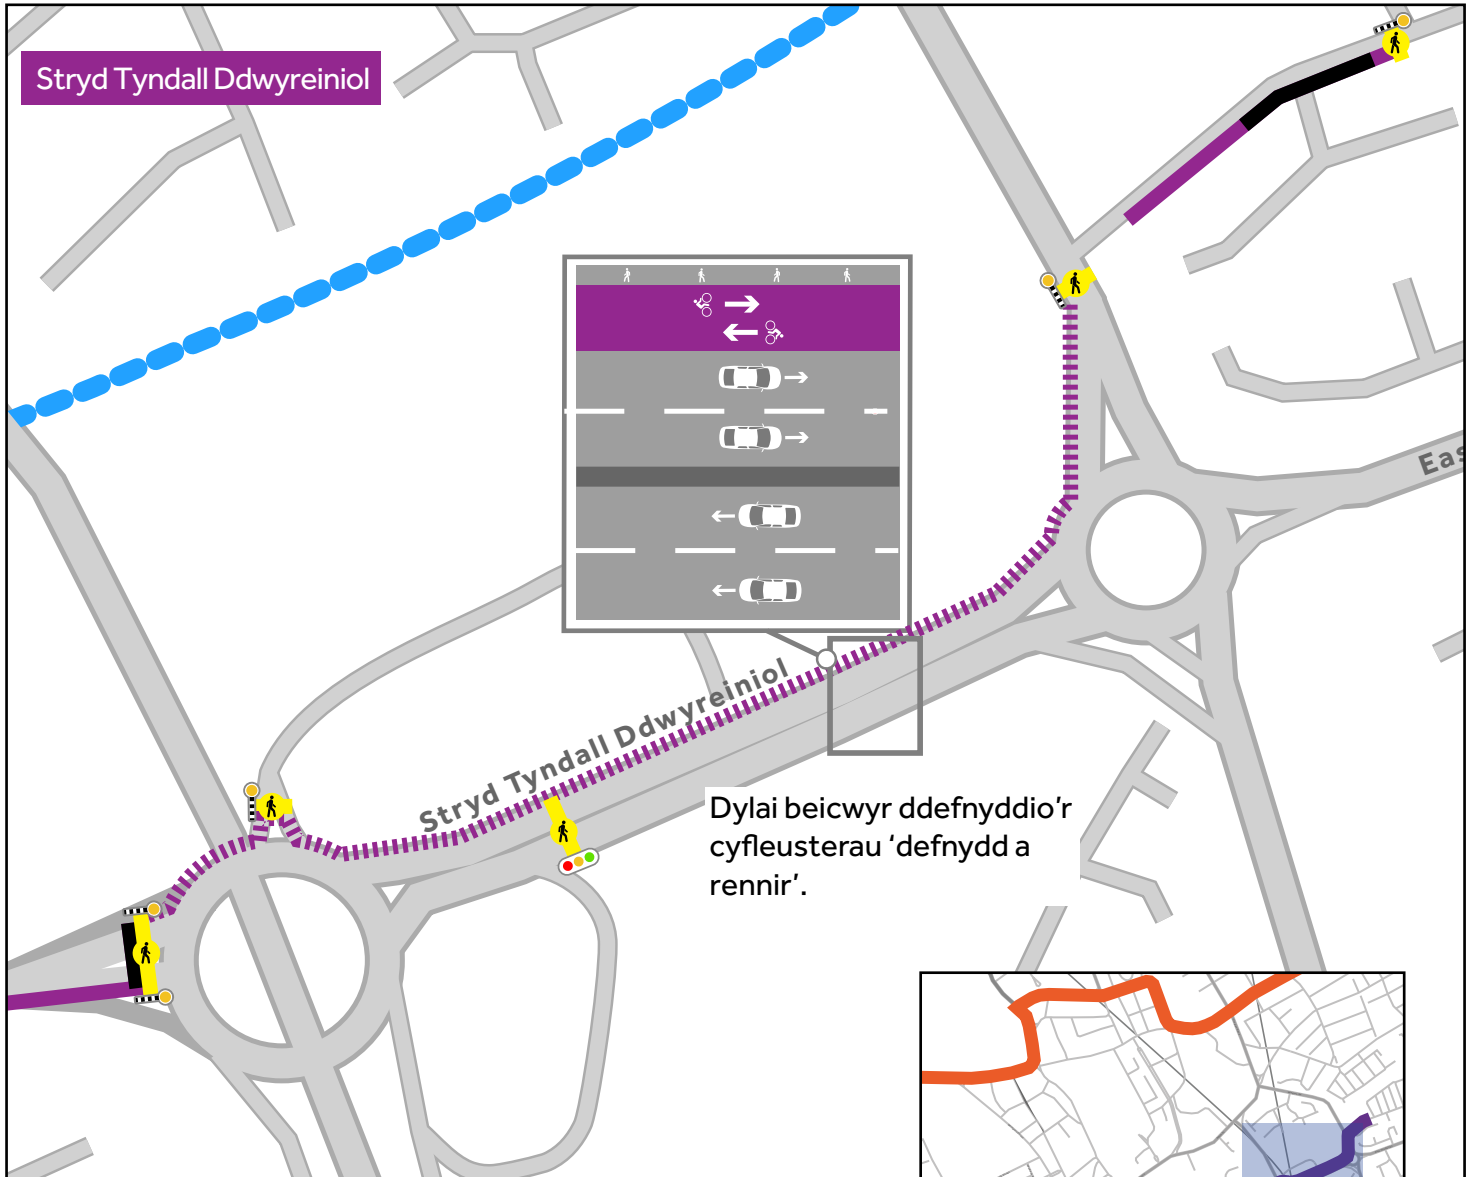 Stryd Tyndall Ddwyreiniol
Eas
Stryd Tyndall Ddwyreiniol
Dylai beicwyr ddefnyddio’r
cyfleusterau ‘defnydd a
rennir’.